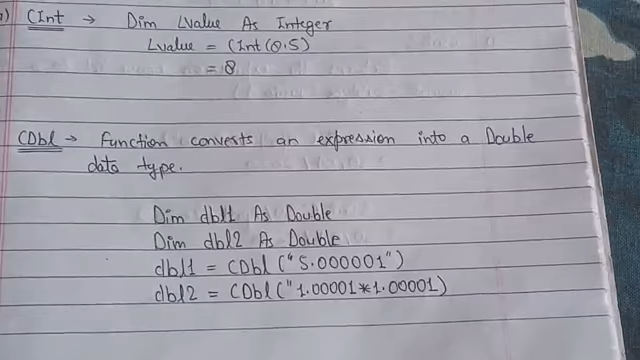 CInt → Dim Lvalue As Integer
Lvalue = CInt(8.5)
= 8
CDbl → Function converts an expression into a Double
data type.
Dim dbl1 As Double
Dim dbl2 As Double
dbl1 = CDbl("5.000001")
dbl2 = CDbl("1.00001*1.00001)